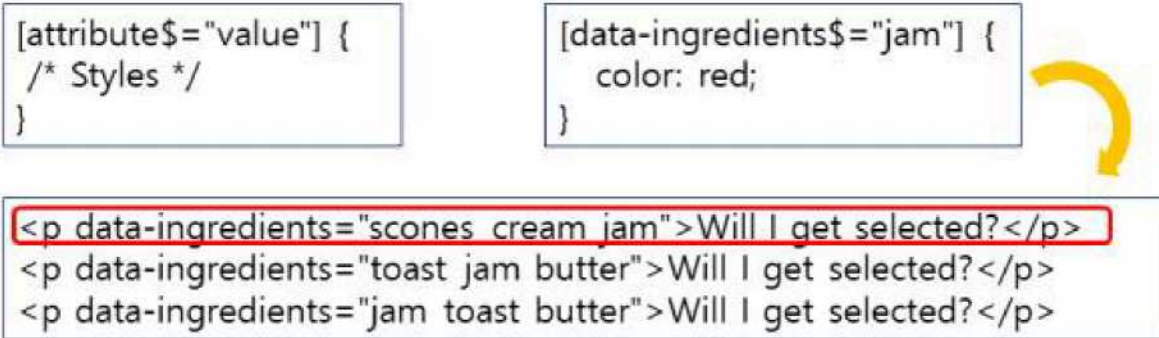 [attribute$="value"] {
/* Styles */
}
[data-ingredients$="jam"] {
color: red;
}
<p data-ingredients="scones cream jam">Will I get selected?</p>
<p data-ingredients="toast jam butter">Will I get selected?</p>
<p data-ingredients="jam toast butter">Will I get selected?</p>